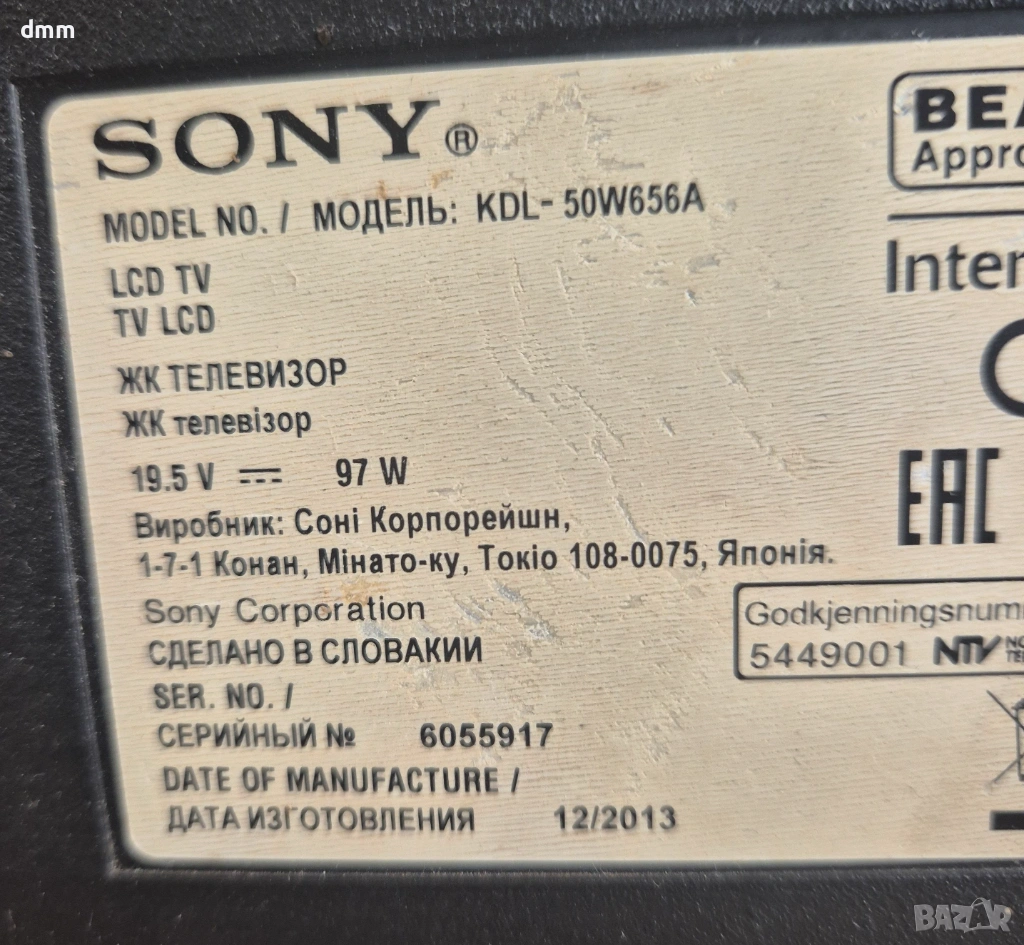 dmm
SONY®
MODEL NO. / МОДЕЛЬ: KDL- 50W656A
LCD TV
TV LCD
ЖК ТЕЛЕВИЗОР
ЖК телевізор
19.5 V 97 W
Виробник: Соні Корпорейшн,
1-7-1 Конан, Мінато-ку, Токіо 108-0075, Японія.
Sony Corporation
СДЕЛАНО В СЛОВАКИИ
SER. NO. /
СЕРИЙНЫЙ № 6055917
DATE OF MANUFACTURE /
ДАТА ИЗГОТОВЛЕНИЯ 12/2013
BEA
Appro
Inter
EAC
Godkjenningsnum
5449001 NTV
BAZAR